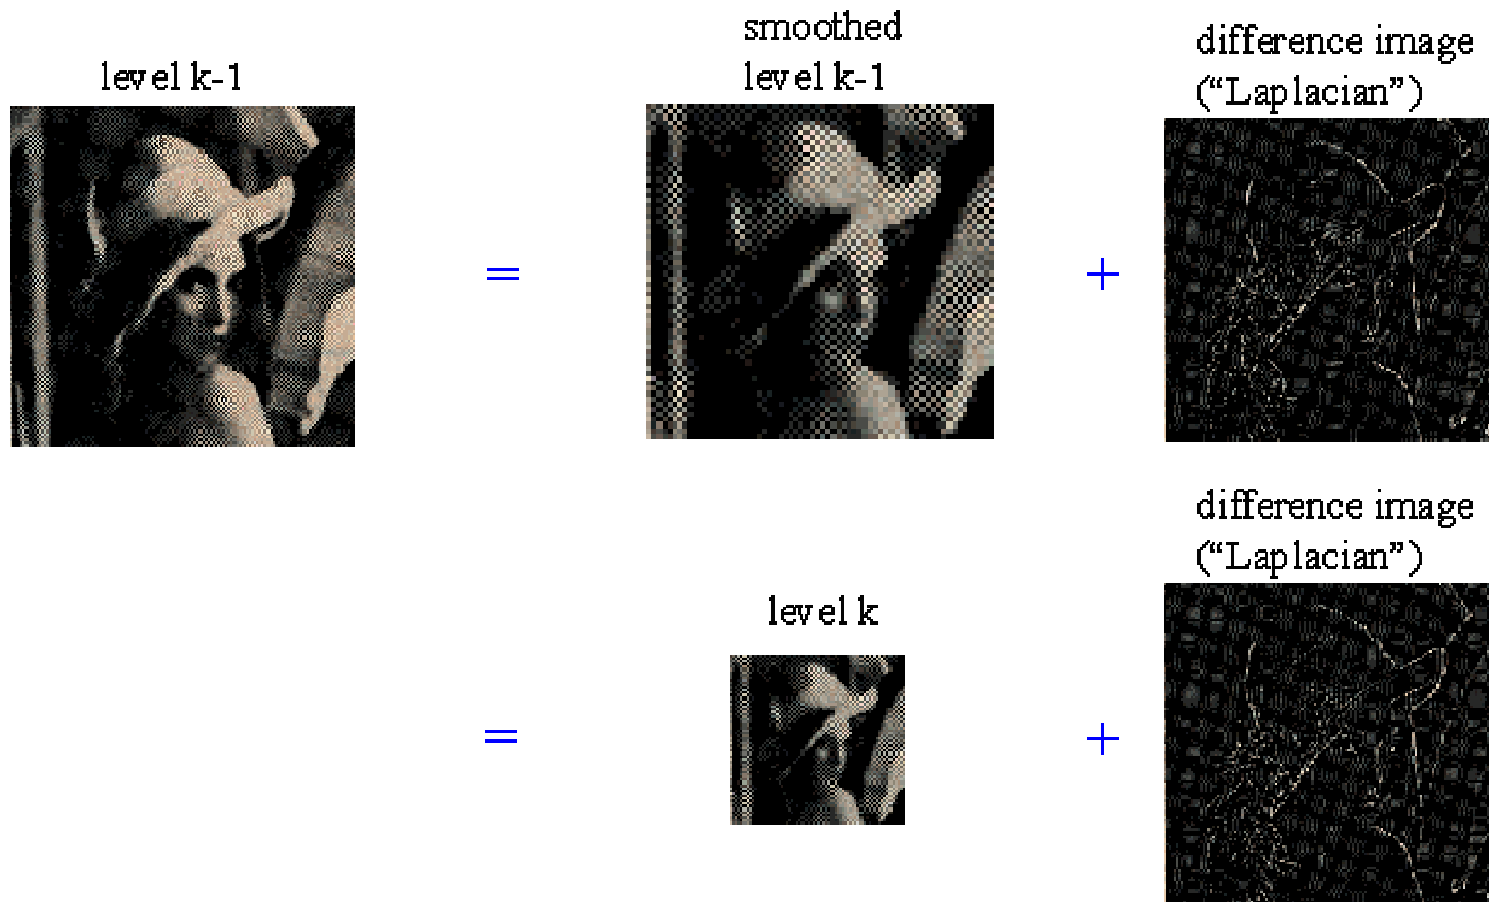 level k-1
=
smoothed
level k-1
+
difference image
(“Laplacian”)
=
level k
+
difference image
(“Laplacian”)